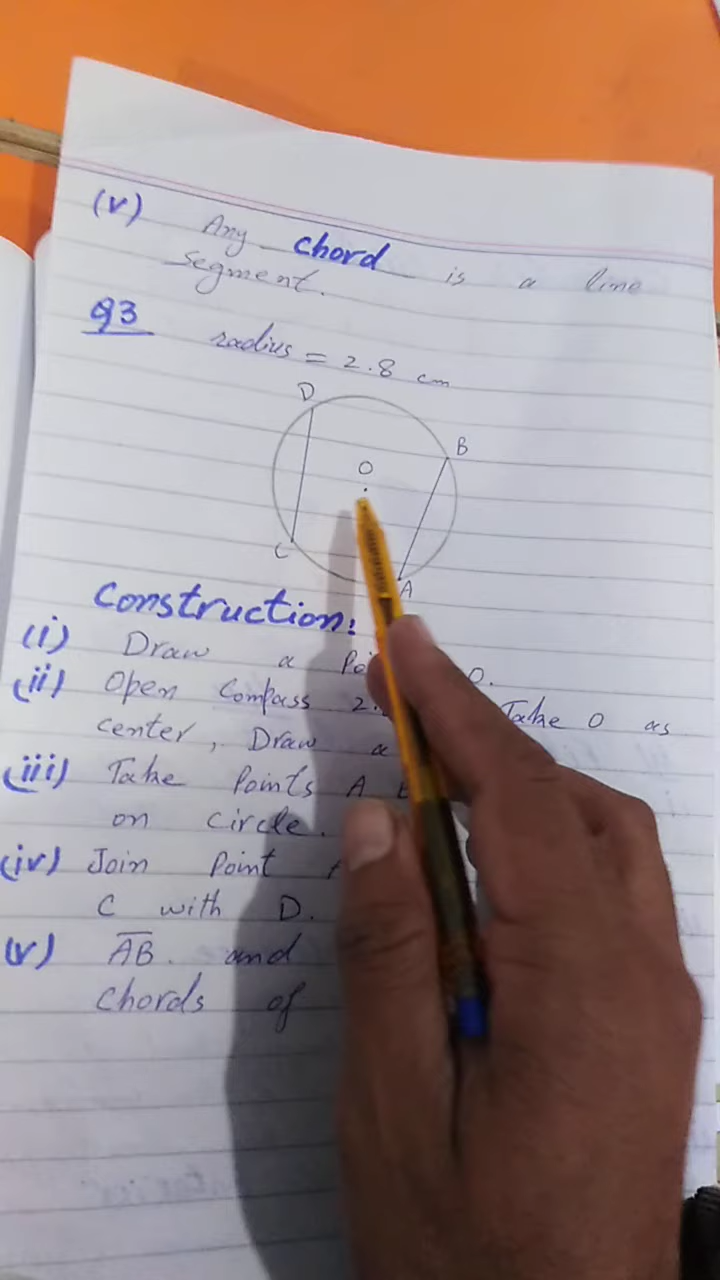 (v) Any chord is a line
segment.
Q3 radius = 2.8 cm
D
B
O
C
A
Construction:
(i) Draw a O.
(ii) Open Compass Take O as
center, Draw a
(iii) Take Points A
on circle.
(iv) Join Point
C with D.
(v) AB and
Chords of